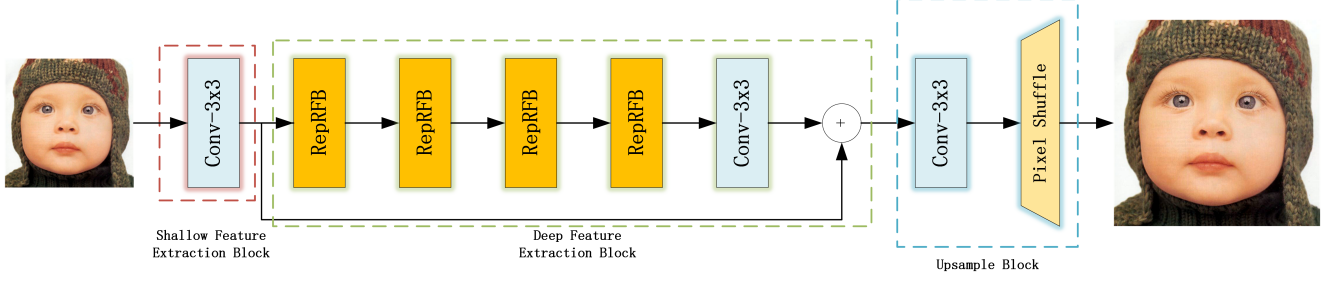 Conv-3x3
RepRFB
RepRFB
RepRFB
RepRFB
Conv-3x3
+
Conv-3x3
Pixel Shuffle
Shallow Feature
Extraction Block
Deep Feature
Extraction Block
Upsample Block